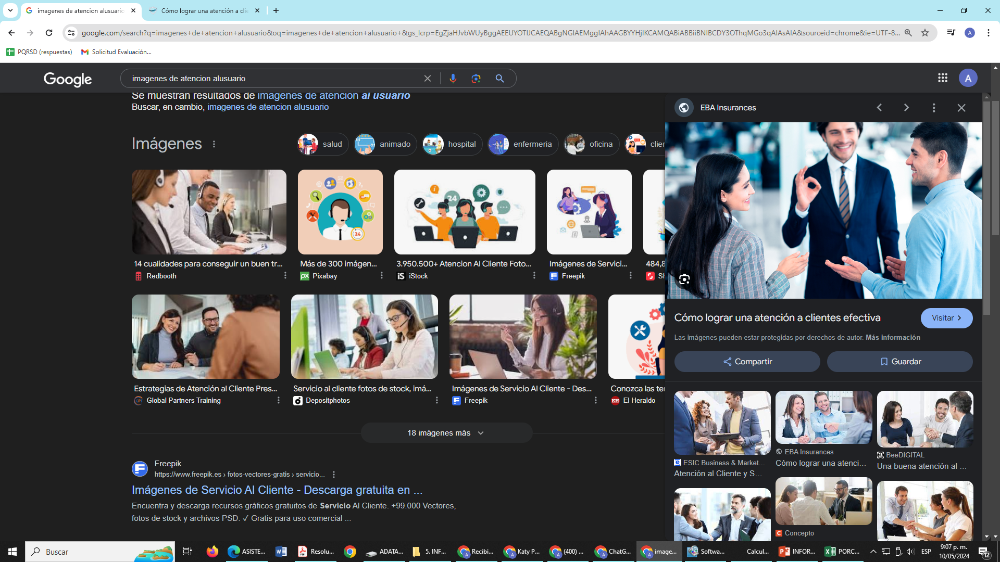 imagenes de atencion alusuario
Cómo lograr una atención a clie
google.com/search?q=imagenes+de+atencion+alusuario&oq=imagenes+de+atencion+alusuario+&gs_lcrp=
PQRSD (respuestas)
Solicitud Evaluación...
Google
imagenes de atencion alusuario
A
Se muestran resultados de imagenes de atencion al usuario
Buscar, en cambio, imagenes de atencion alusuario
Imágenes
salud
animado
hospital
enfermeria
oficina
clien
14 cualidades para conseguir un buen tr...
Redbooth
Más de 300 imágen...
Pixabay
3.950.500+ Atencion Al Cliente Foto...
iStock
Imágenes de Servici...
Freepik
484,8
Sh
Estrategias de Atención al Cliente Pres...
Global Partners Training
Servicio al cliente fotos de stock, imá...
Depositphotos
Imágenes de Servicio Al Cliente - Des...
Freepik
Conozca las ten
El Heraldo
18 imágenes más
Freepik
https://www.freepik.es › fotos-vectores-gratis › servicio...
Imágenes de Servicio Al Cliente - Descarga gratuita en ...
Encuentra y descarga recursos gráficos gratuitos de Servicio Al Cliente. +99.000 Vectores,
fotos de stock y archivos PSD. ✓ Gratis para uso comercial ...
EBA Insurances
Cómo lograr una atención a clientes efectiva
Visitar
Las imágenes pueden estar protegidas por derechos de autor. Más información
Compartir
Guardar
ESIC Business & Market...
Atención al Cliente y S...
EBA Insurances
Cómo lograr una atenci...
BeeDIGITAL
Una buena atención al ...
Concepto
Buscar
ASISTE...
Resolu...
ADATA...
5. INF...
Recibi...
Katy P...
(400) ...
ChatG...
image...
Softwa...
Calcul...
INFOR...
PORC...
ESP
9:07 p. m.
10/05/2024
12